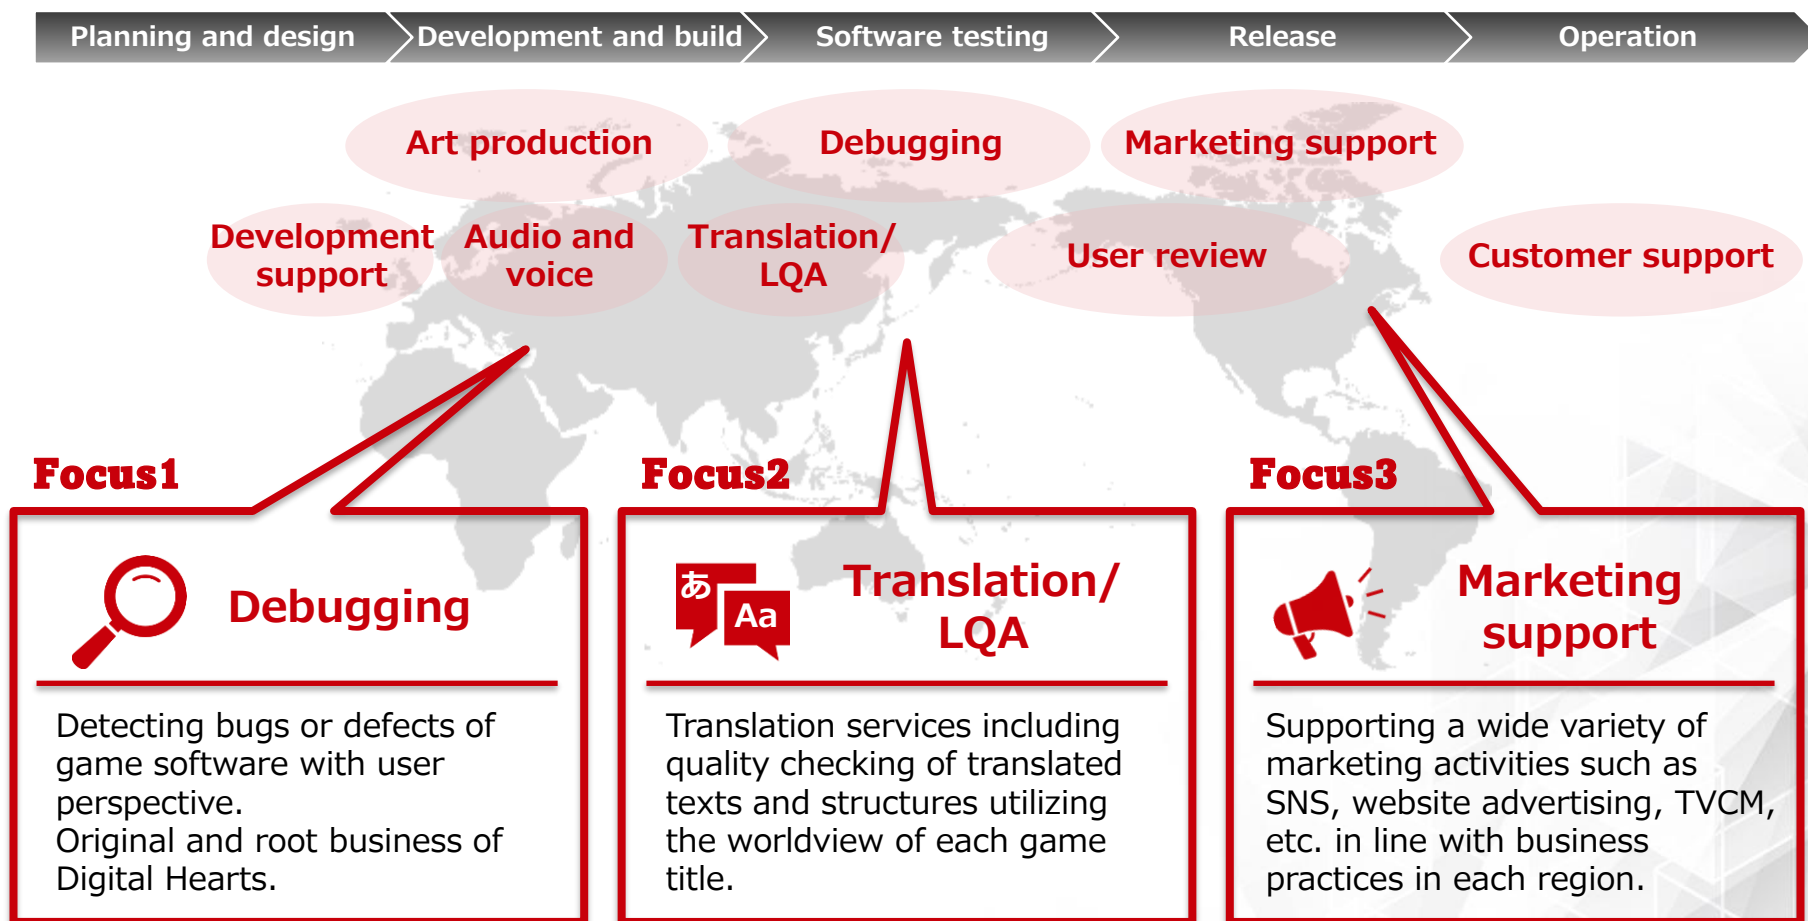 Planning and design
Development and build
Software testing
Release
Operation
Art production
Debugging
Marketing support
Development
support
Audio and
voice
Translation/
LQA
User review
Customer support
Focus1
Debugging
Detecting bugs or defects of
game software with user
perspective.
Original and root business of
Digital Hearts.
Focus2
あ
Aa
Translation/
LQA
Translation services including
quality checking of translated
texts and structures utilizing
the worldview of each game
title.
Focus3
Marketing
support
Supporting a wide variety of
marketing activities such as
SNS, website advertising, TVCM,
etc. in line with business
practices in each region.